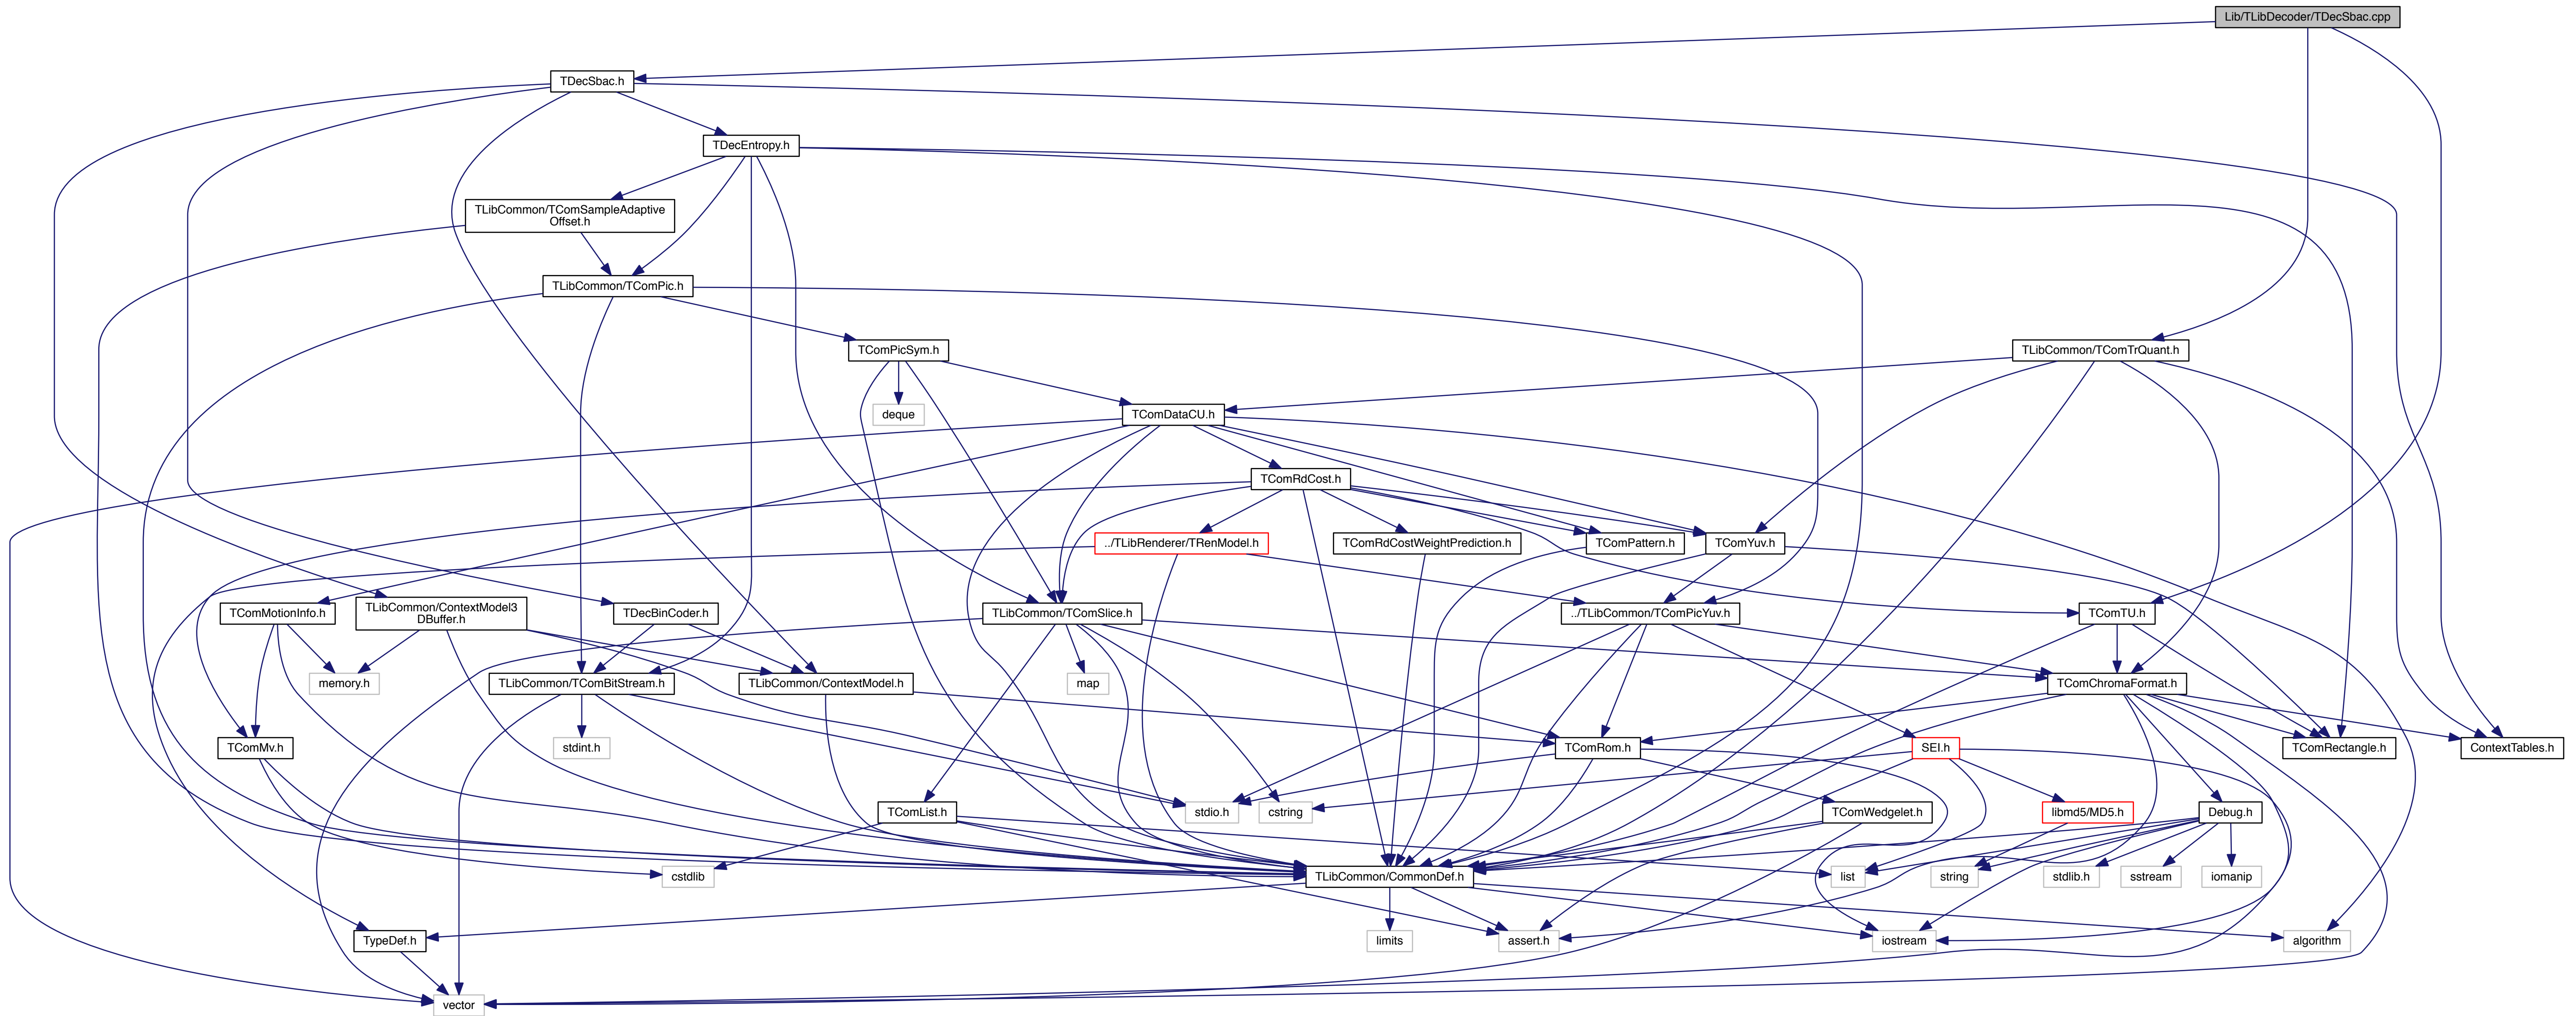 Lib/TLibDecoder/TDecSbac.cpp
TDecSbac.h
TDecEntropy.h
TLibCommon/TComSampleAdaptive
Offset.h
TLibCommon/TComPic.h
TComPicSym.h
TLibCommon/TComTrQuant.h
deque
TComDataCU.h
TComRdCost.h
../TLibRenderer/TRenModel.h
TComRdCostWeightPrediction.h
TComPattern.h
TComYuv.h
TComMotionInfo.h
TLibCommon/ContextModel3
DBuffer.h
TDecBinCoder.h
TLibCommon/TComSlice.h
../TLibCommon/TComPicYuv.h
TComTU.h
memory.h
TLibCommon/TComBitStream.h
TLibCommon/ContextModel.h
map
TComChromaFormat.h
TComMv.h
stdint.h
TComRom.h
SEI.h
TComRectangle.h
ContextTables.h
TComList.h
stdio.h
cstring
TComWedgelet.h
libmd5/MD5.h
Debug.h
cstdlib
TLibCommon/CommonDef.h
list
string
stdlib.h
sstream
iomanip
TypeDef.h
limits
assert.h
iostream
algorithm
vector